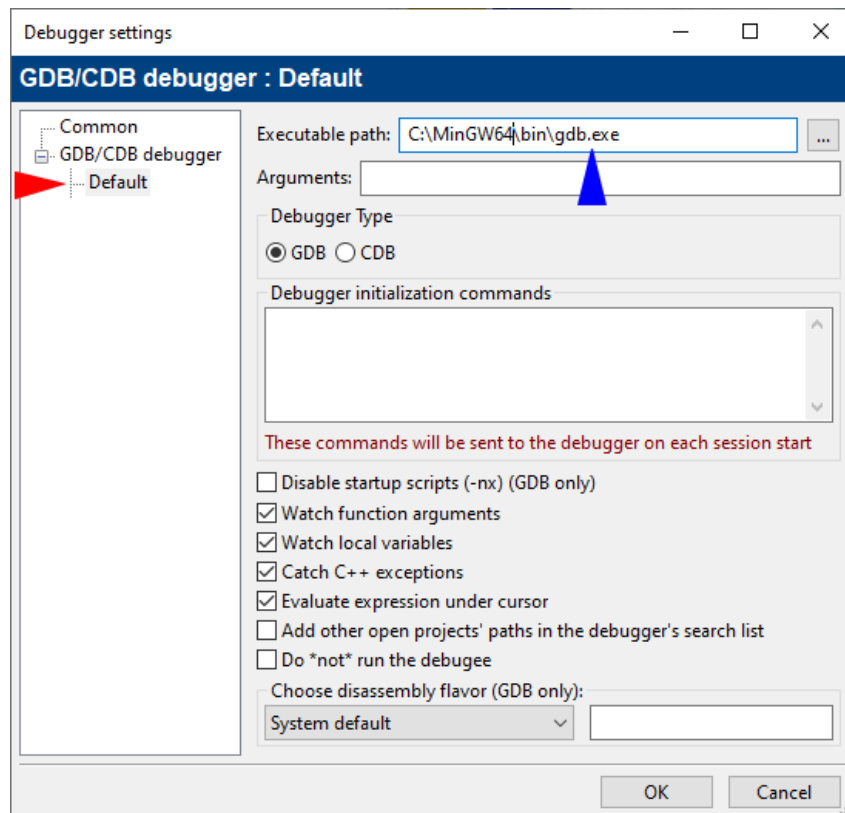 Debugger settings
GDB/CDB debugger : Default
Common
GDB/CDB debugger
Default
Executable path: C:\MinGW64\bin\gdb.exe ...
Arguments:
Debugger Type
GDB CDB
Debugger initialization commands
These commands will be sent to the debugger on each session start
Disable startup scripts (-nx) (GDB only)
Watch function arguments
Watch local variables
Catch C++ exceptions
Evaluate expression under cursor
Add other open projects' paths in the debugger's search list
Do *not* run the debugee
Choose disassembly flavor (GDB only):
System default
OK Cancel